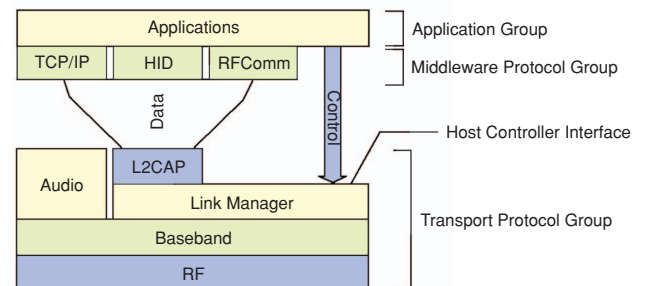 Applications
Application Group
TCP/IP
HID
RFComm
Middleware Protocol Group
Data
Control
Host Controller Interface
L2CAP
Audio
Link Manager
Transport Protocol Group
Baseband
RF